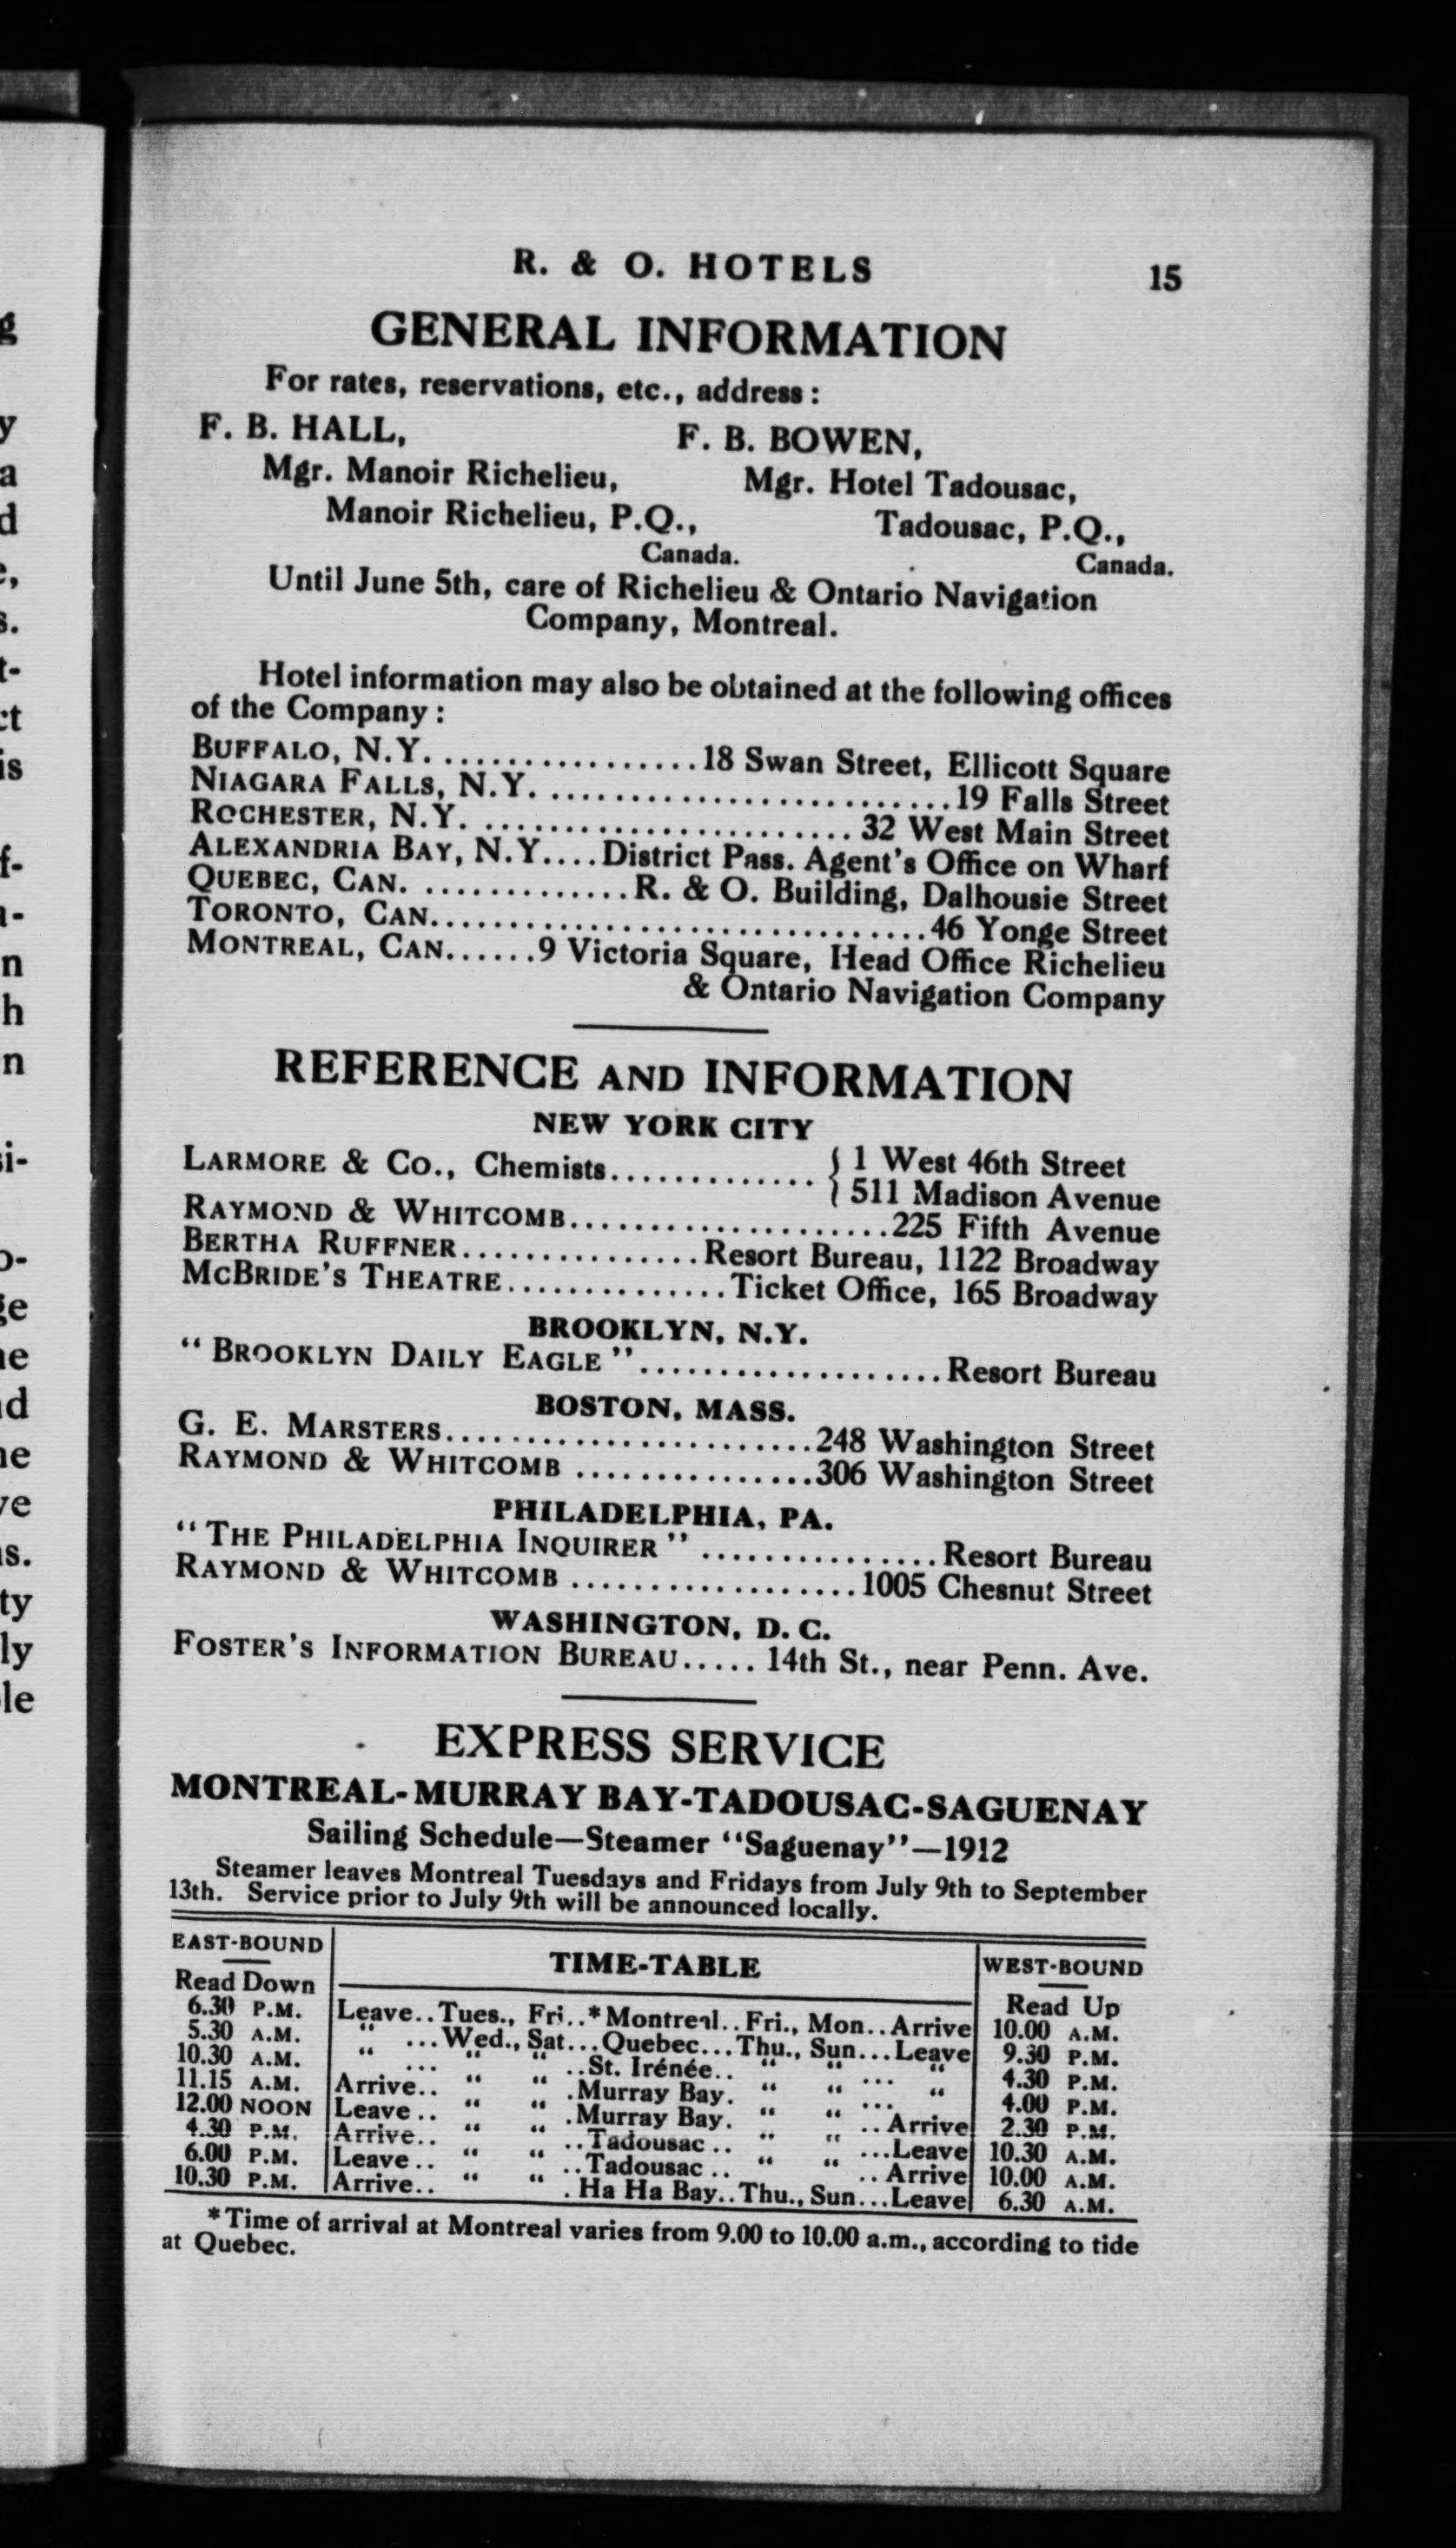 R. & O. HOTELS 15
GENERAL INFORMATION
For rates, reservations, etc., address:
F. B. HALL,
Mgr. Manoir Richelieu,
Manoir Richelieu, P.Q.,
Canada.
F. B. BOWEN,
Mgr. Hotel Tadousac,
Tadousac, P.Q.,
Canada.
Until June 5th, care of Richelieu & Ontario Navigation
Company, Montreal.
Hotel information may also be obtained at the following offices
of the Company:
BUFFALO, N.Y. ..................18 Swan Street, Ellicott Square
NIAGARA FALLS, N.Y. .........................19 Falls Street
ROCHESTER, N.Y. .......................32 West Main Street
ALEXANDRIA BAY, N.Y....District Pass. Agent's Office on Wharf
QUEBEC, CAN. .............R. & O. Building, Dalhousie Street
TORONTO, CAN...............................46 Yonge Street
MONTREAL, CAN......9 Victoria Square, Head Office Richelieu
& Ontario Navigation Company
REFERENCE AND INFORMATION
NEW YORK CITY
LARMORE & Co., Chemists.............. { 1 West 46th Street
511 Madison Avenue
RAYMOND & WHITCOMB....................225 Fifth Avenue
BERTHA RUFFNER...............Resort Bureau, 1122 Broadway
MCBRIDE'S THEATRE..............Ticket Office, 165 Broadway
BROOKLYN, N.Y.
"BROOKLYN DAILY EAGLE"...................Resort Bureau
BOSTON, MASS.
G. E. MARSTERS.......................248 Washington Street
RAYMOND & WHITCOMB ...............306 Washington Street
PHILADELPHIA, PA.
"THE PHILADELPHIA INQUIRER" ...............Resort Bureau
RAYMOND & WHITCOMB ..................1005 Chesnut Street
WASHINGTON, D. C.
FOSTER'S INFORMATION BUREAU..... 14th St., near Penn. Ave.
EXPRESS SERVICE
MONTREAL-MURRAY BAY-TADOUSAC-SAGUENAY
Sailing Schedule—Steamer "Saguenay"—1912
Steamer leaves Montreal Tuesdays and Fridays from July 9th to September
13th. Service prior to July 9th will be announced locally.
EAST-BOUND TIME-TABLE WEST-BOUND
Read Down Read Up
6.30 P.M. Leave..Tues., Fri..*Montreal..Fri., Mon..Arrive 10.00 A.M.
5.30 A.M. " ...Wed., Sat...Quebec...Thu., Sun...Leave 9.30 P.M.
10.30 A.M. " ... " " ..St. Irénée.. " " ... " 4.30 P.M.
11.15 A.M. Arrive.. " " .Murray Bay. " " ... " 4.00 P.M.
12.00 NOON Leave.. " " .Murray Bay. " " ..Arrive 2.30 P.M.
4.30 P.M. Arrive.. " " ..Tadousac.. " " ...Leave 10.30 A.M.
6.00 P.M. Leave.. " " ..Tadousac.. " " ..Arrive 10.00 A.M.
10.30 P.M. Arrive.. " " .Ha Ha Bay..Thu., Sun...Leave 6.30 A.M.
*Time of arrival at Montreal varies from 9.00 to 10.00 a.m., according to tide
at Quebec.